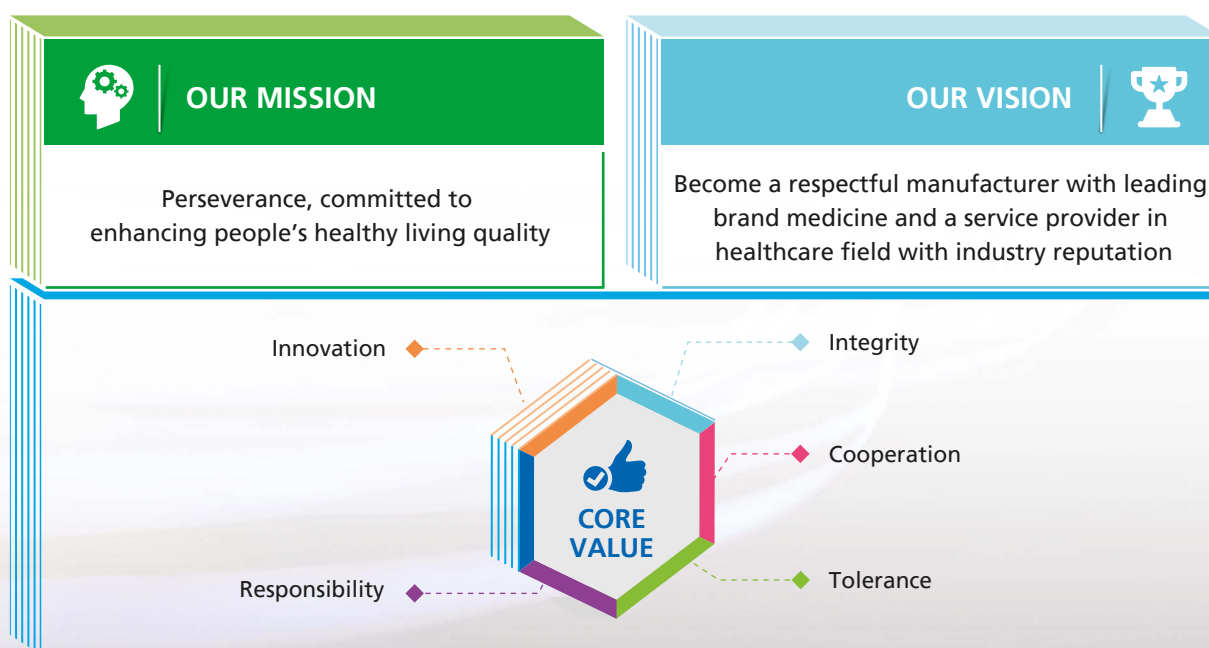 OUR MISSION
Perseverance, committed to
enhancing people’s healthy living quality
OUR VISION
Become a respectful manufacturer with leading
brand medicine and a service provider in
healthcare field with industry reputation
Innovation
Integrity
Cooperation
CORE
VALUE
Responsibility
Tolerance